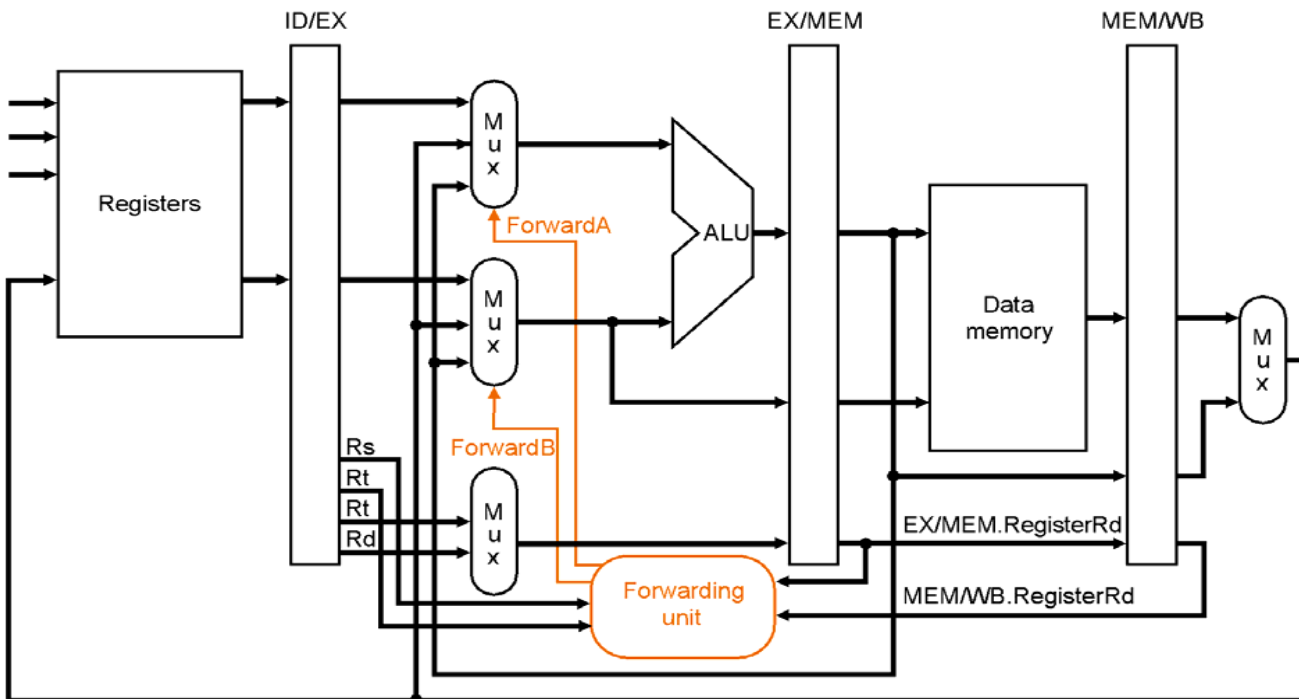 ID/EX
EX/MEM
MEM/WB
Registers
M
u
x
ForwardA
ALU
M
u
x
Data
memory
M
u
x
ForwardB
Rs
Rt
Rt
Rd
M
u
x
EX/MEM.RegisterRd
Forwarding
unit
MEM/WB.RegisterRd